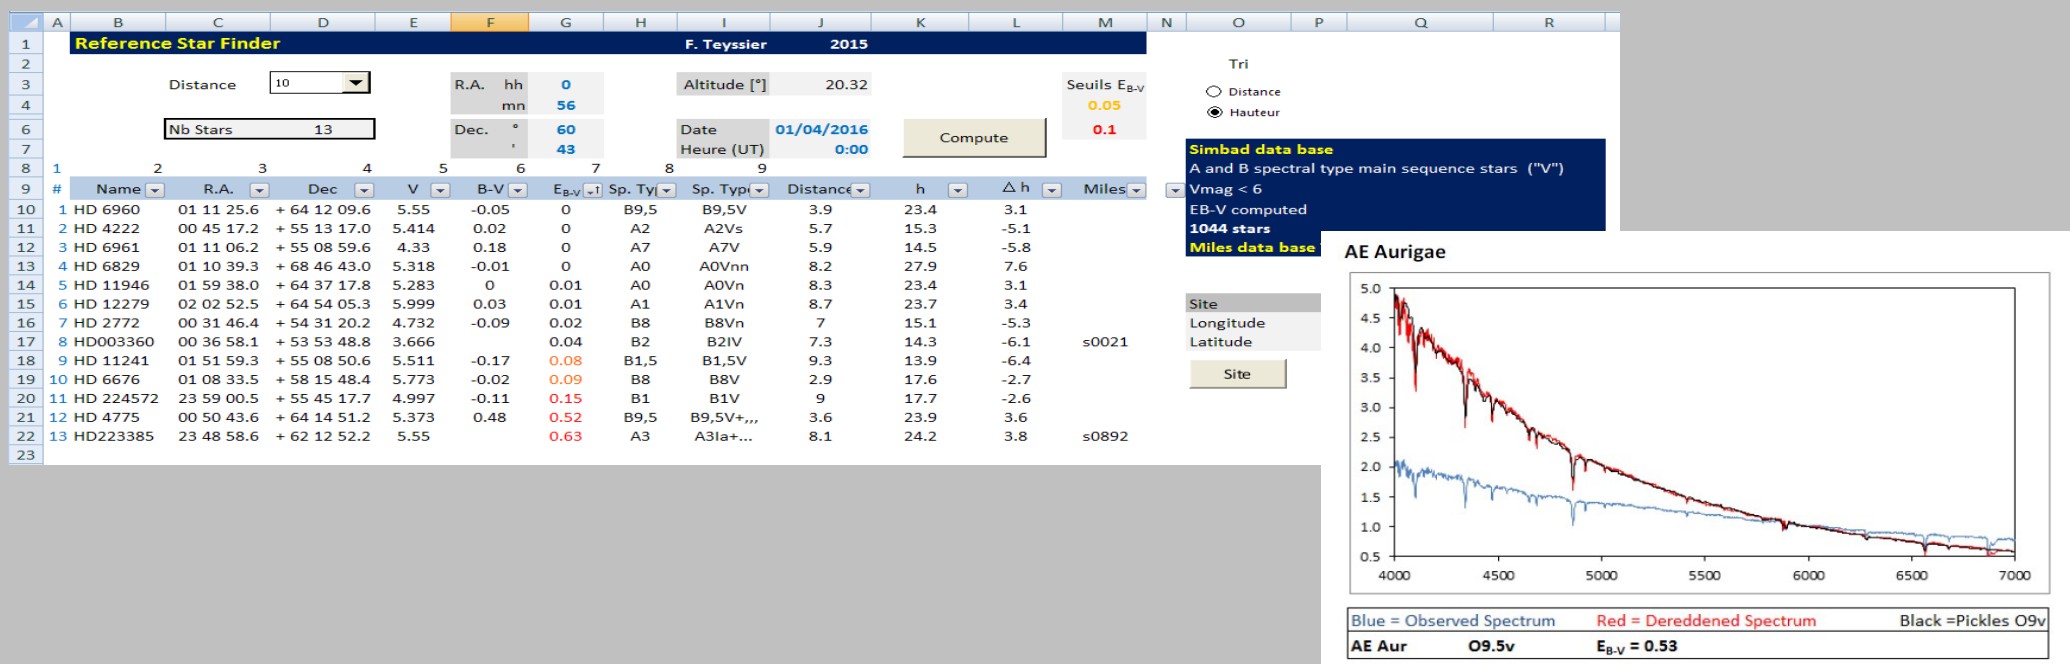 A B C D E F G H I J K L M N O P Q R
1 Reference Star Finder F. Teyssier 2015
2 Tri
3 Distance 10 R.A. hh 0 Altitude [°] 20.32 Seuils EB-V Distance
4 mn 56 0.05 Hauteur
6 Nb Stars 13 Dec. ° 60 Date 01/04/2016 Compute 0.1
7 ' 43 Heure (UT) 0:00 Simbad data base
8 1 2 3 4 5 6 7 8 9 A and B spectral type main sequence stars ("V")
9 # Name R.A. Dec V B-V EB-V Sp. Ty Sp. Typ Distance h Δ h Miles Vmag < 6
10 1 HD 6960 01 11 25.6 + 64 12 09.6 5.55 -0.05 0 B9,5 B9,5V 3.9 23.4 3.1 EB-V computed
11 2 HD 4222 00 45 17.2 + 55 13 17.0 5.414 0.02 0 A2 A2Vs 5.7 15.3 -5.1 1044 stars
12 3 HD 6961 01 11 06.2 + 55 08 59.6 4.33 0.18 0 A7 A7V 5.9 14.5 -5.8 Miles data base
13 4 HD 6829 01 10 39.3 + 68 46 43.0 5.318 -0.01 0 A0 A0Vnn 8.2 27.9 7.6
14 5 HD 11946 01 59 38.0 + 64 37 17.8 5.283 0 0.01 A0 A0Vn 8.3 23.4 3.1
15 6 HD 12279 02 02 52.5 + 64 54 05.3 5.999 0.03 0.01 A1 A1Vn 8.7 23.7 3.4 Site
16 7 HD 2772 00 31 46.4 + 54 31 20.2 4.732 -0.09 0.02 B8 B8Vn 7 15.1 -5.3 Longitude
17 8 HD003360 00 36 58.1 + 53 53 48.8 3.666 0.04 B2 B2IV 7.3 14.3 -6.1 s0021 Latitude
18 9 HD 11241 01 51 59.3 + 55 08 50.6 5.511 -0.17 0.08 B1,5 B1,5V 9.3 13.9 -6.4
19 10 HD 6676 01 08 33.5 + 58 15 48.4 5.773 -0.02 0.09 B8 B8V 2.9 17.6 -2.7 Site
20 11 HD 224572 23 59 00.5 + 55 45 17.7 4.997 -0.11 0.15 B1 B1V 9 17.7 -2.6
21 12 HD 4775 00 50 43.6 + 64 14 51.2 5.373 0.48 0.52 B9,5 B9,5V+,,, 3.6 23.9 3.6
22 13 HD223385 23 48 58.6 + 62 12 52.2 5.55 0.63 A3 A3Ia+... 8.1 24.2 3.8 s0892
23
AE Aurigae
5.0
4.5
4.0
3.5
3.0
2.5
2.0
1.5
1.0
0.5
4000 4500 5000 5500 6000 6500 7000
Blue = Observed Spectrum Red = Dereddened Spectrum Black =Pickles O9v
AE Aur O9.5v EB-V = 0.53